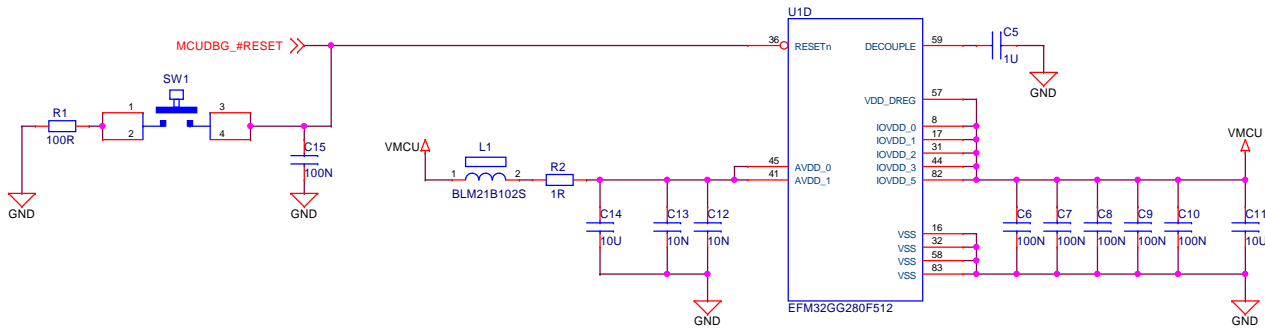 U1D
MCUDBG_#RESET
36
RESETn
DECOUPLE
59
C5
1U
GND
SW1
R1
100R
1
2
3
4
C15
100N
GND
GND
VDD_DREG
57
IOVDD_0
8
IOVDD_1
17
IOVDD_2
31
IOVDD_3
44
IOVDD_5
82
VMCU
L1
1
2
BLM21B102S
R2
1R
45
AVDD_0
41
AVDD_1
VMCU
C14
10U
C13
10N
C12
10N
GND
VSS
16
VSS
32
VSS
58
VSS
83
C6
100N
C7
100N
C8
100N
C9
100N
C10
100N
C11
10U
GND
EFM32GG280F512